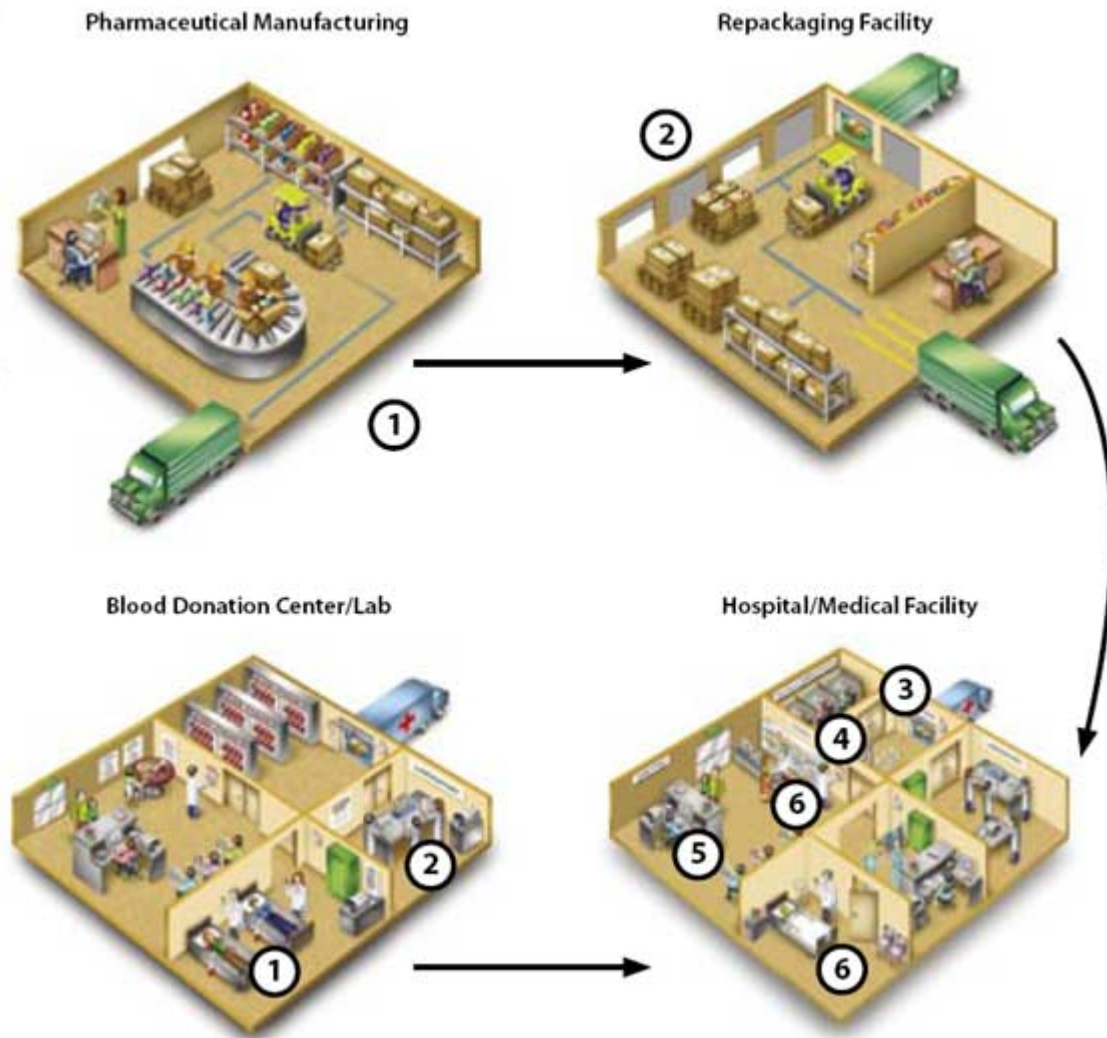 Pharmaceutical Manufacturing
Repackaging Facility
2
1
Blood Donation Center/Lab
Hospital/Medical Facility
3
4
6
5
2
1
6